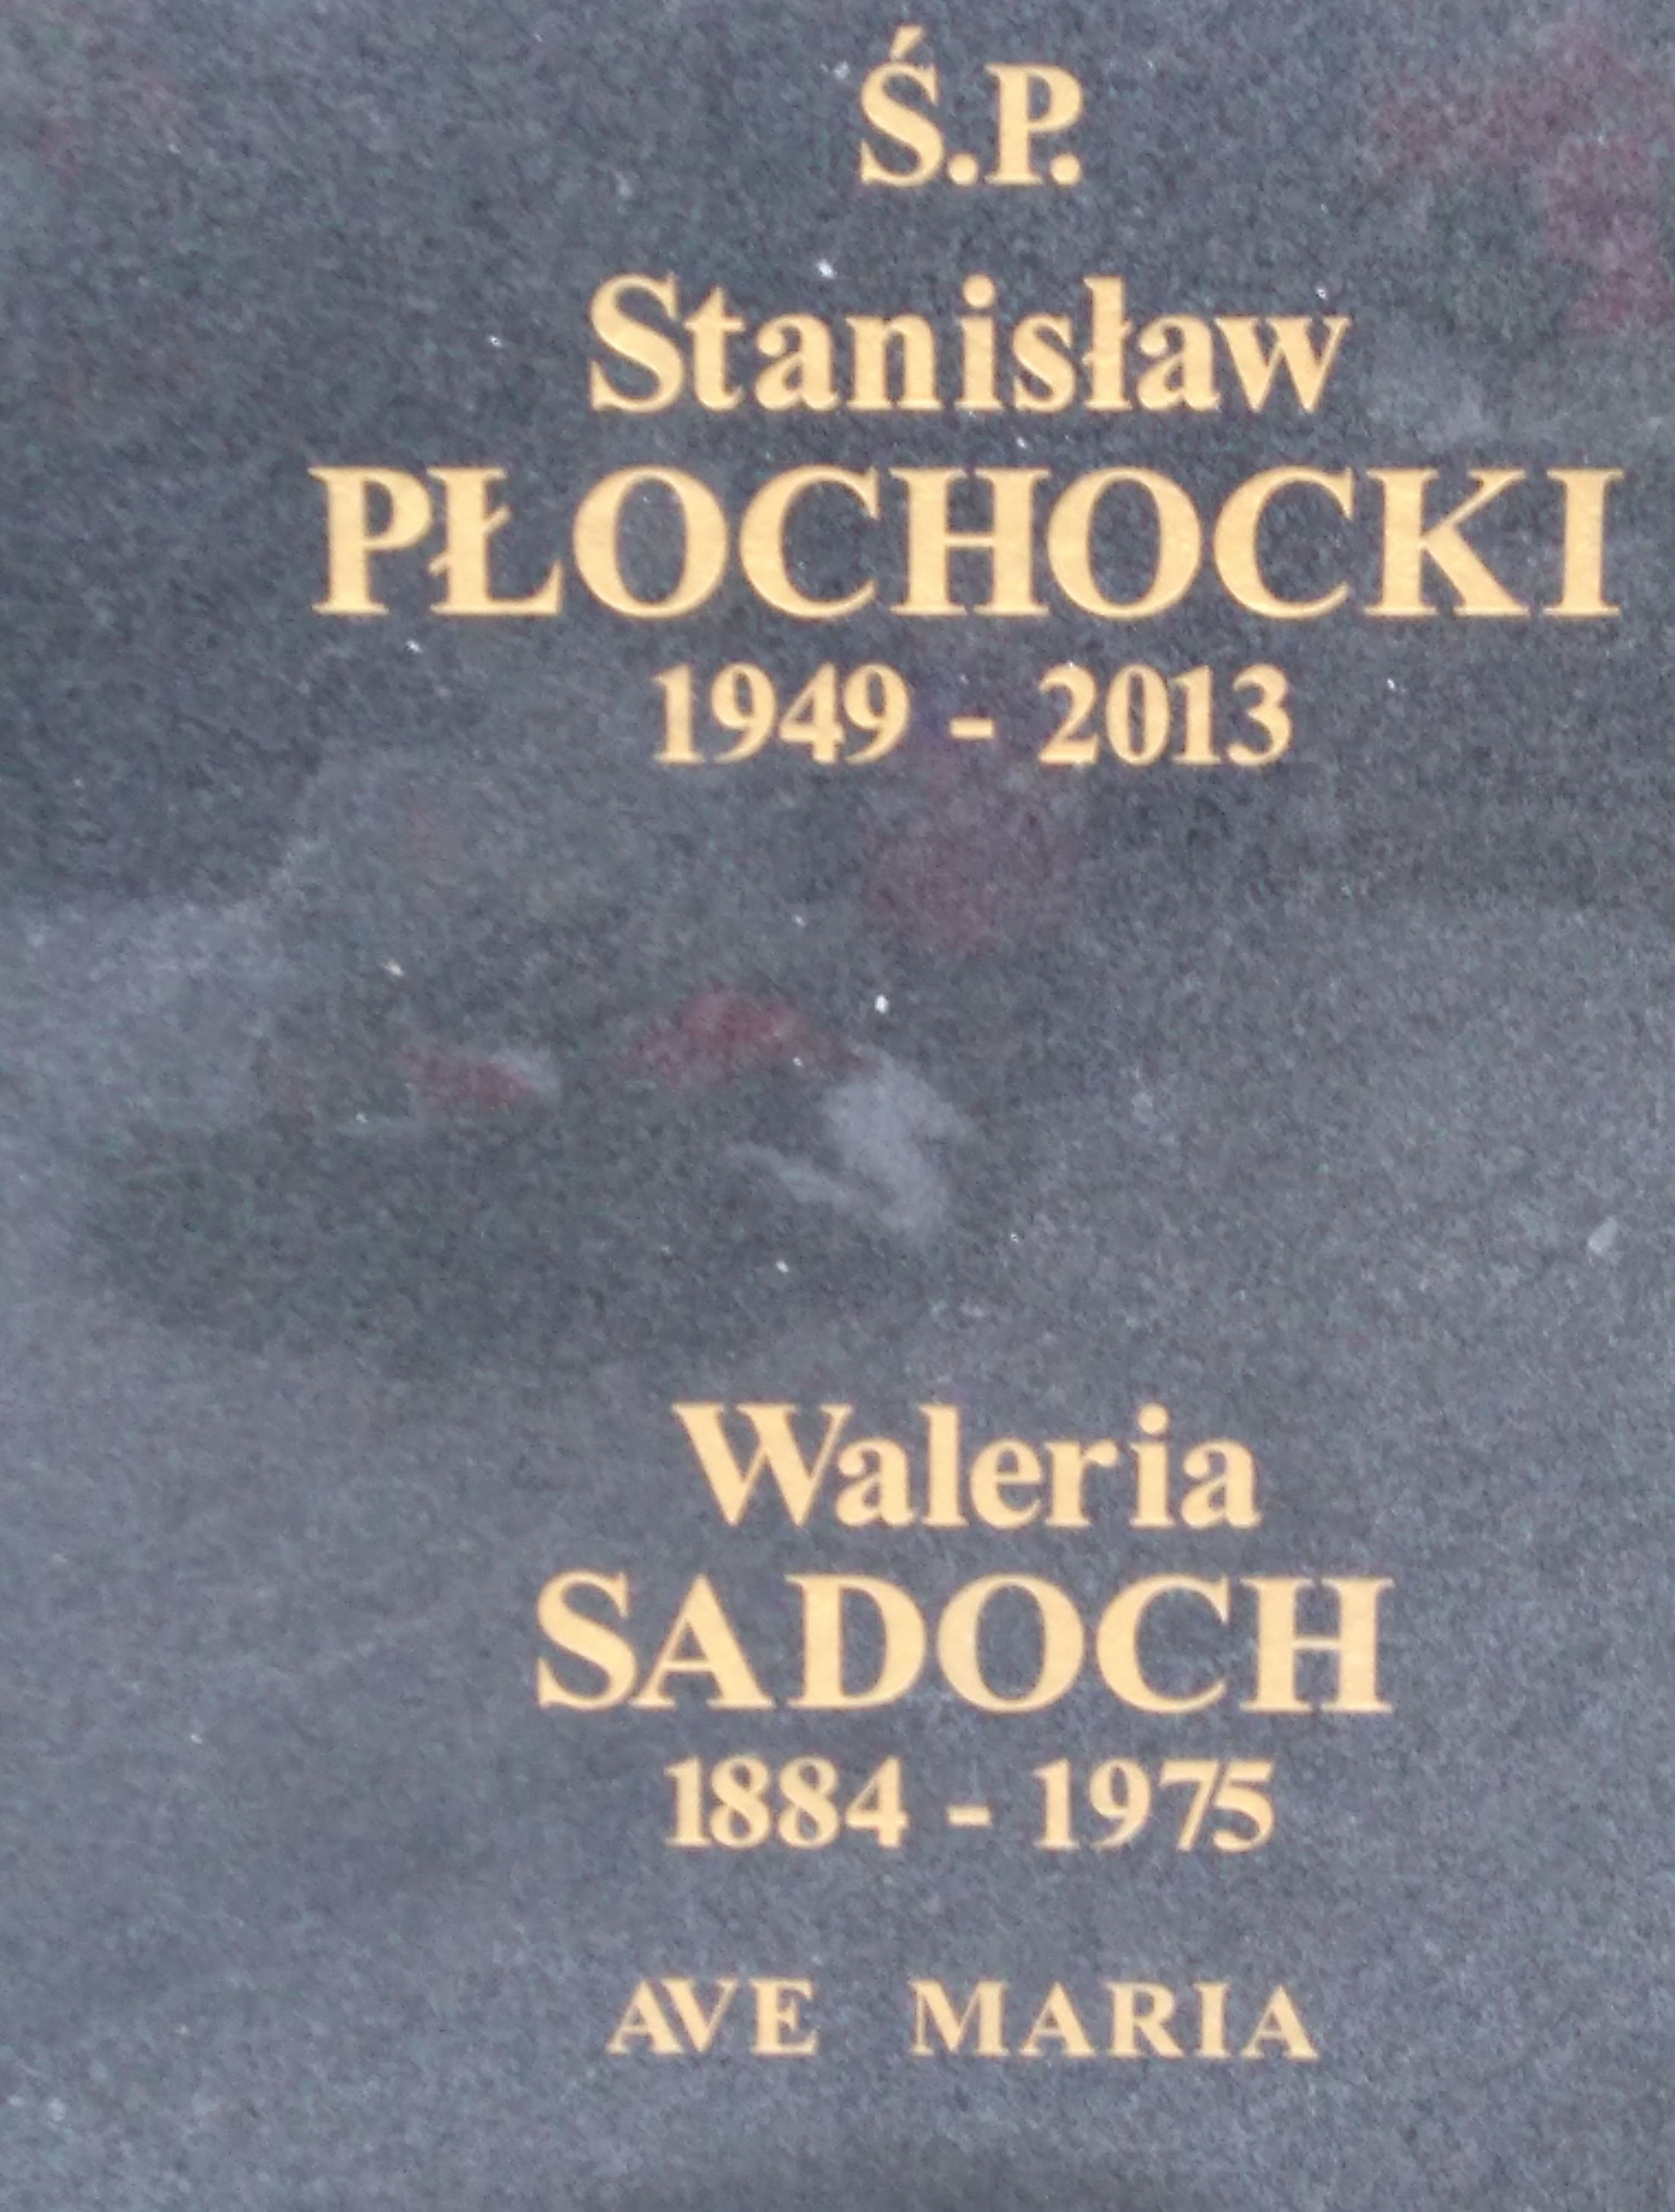 Ś.P.
Stanisław
PŁOCHOCKI
1949 - 2013
Waleria
SADOCH
1884 - 1975
AVE MARIA